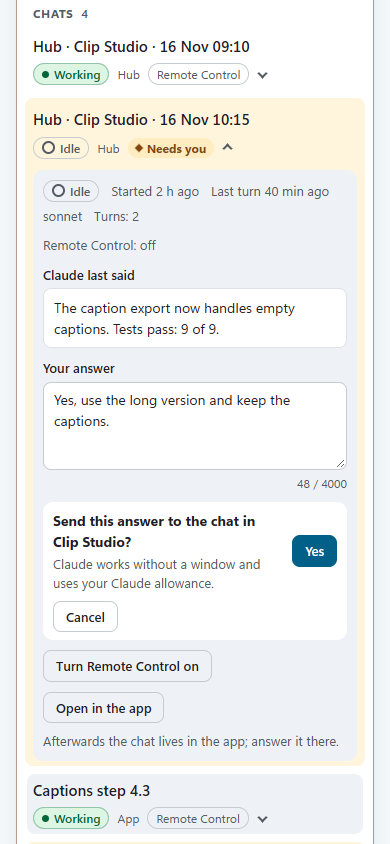 CHATS 4
Hub · Clip Studio · 16 Nov 09:10
Working Hub Remote Control
Hub · Clip Studio · 16 Nov 10:15
Idle Hub Needs you
Idle Started 2 h ago Last turn 40 min ago
sonnet Turns: 2
Remote Control: off
Claude last said
The caption export now handles empty
captions. Tests pass: 9 of 9.
Your answer
Yes, use the long version and keep the
captions.
48 / 4000
Send this answer to the chat in
Clip Studio?
Yes
Claude works without a window and
uses your Claude allowance.
Cancel
Turn Remote Control on
Open in the app
Afterwards the chat lives in the app; answer it there.
Captions step 4.3
Working App Remote Control